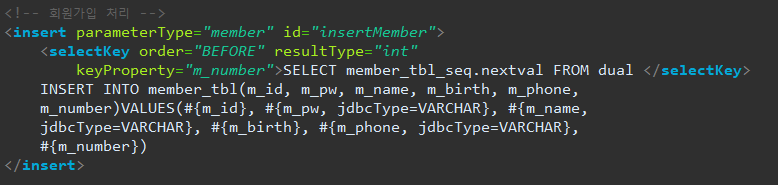 <!-- 회원가입 처리 -->
<insert parameterType="member" id="insertMember">
<selectKey order="BEFORE" resultType="int"
keyProperty="m_number">SELECT member_tbl_seq.nextval FROM dual </selectKey>
INSERT INTO member_tbl(m_id, m_pw, m_name, m_birth, m_phone,
m_number)VALUES(#{m_id}, #{m_pw, jdbcType=VARCHAR}, #{m_name,
jdbcType=VARCHAR}, #{m_birth}, #{m_phone, jdbcType=VARCHAR},
#{m_number})
</insert>